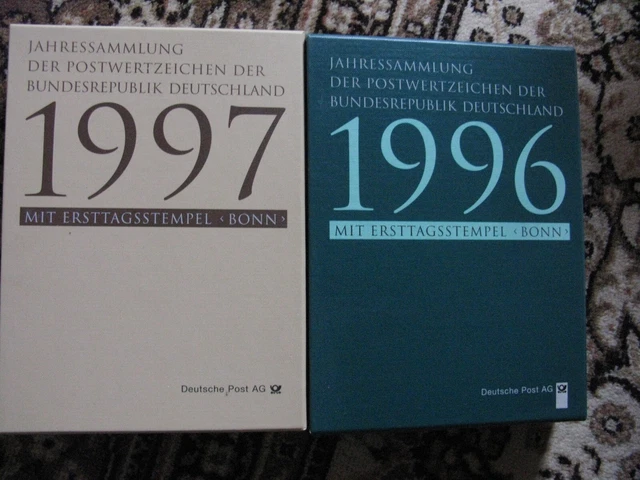 JAHRESSAMMLUNG
DER POSTWERTZEICHEN DER
BUNDESREPUBLIK DEUTSCHLAND
1997
MIT ERSTTAGSSTEMPEL ‹BONN›
Deutsche Post AG
JAHRESSAMMLUNG
DER POSTWERTZEICHEN DER
BUNDESREPUBLIK DEUTSCHLAND
1996
MIT ERSTTAGSSTEMPEL ‹BONN›
Deutsche Post AG